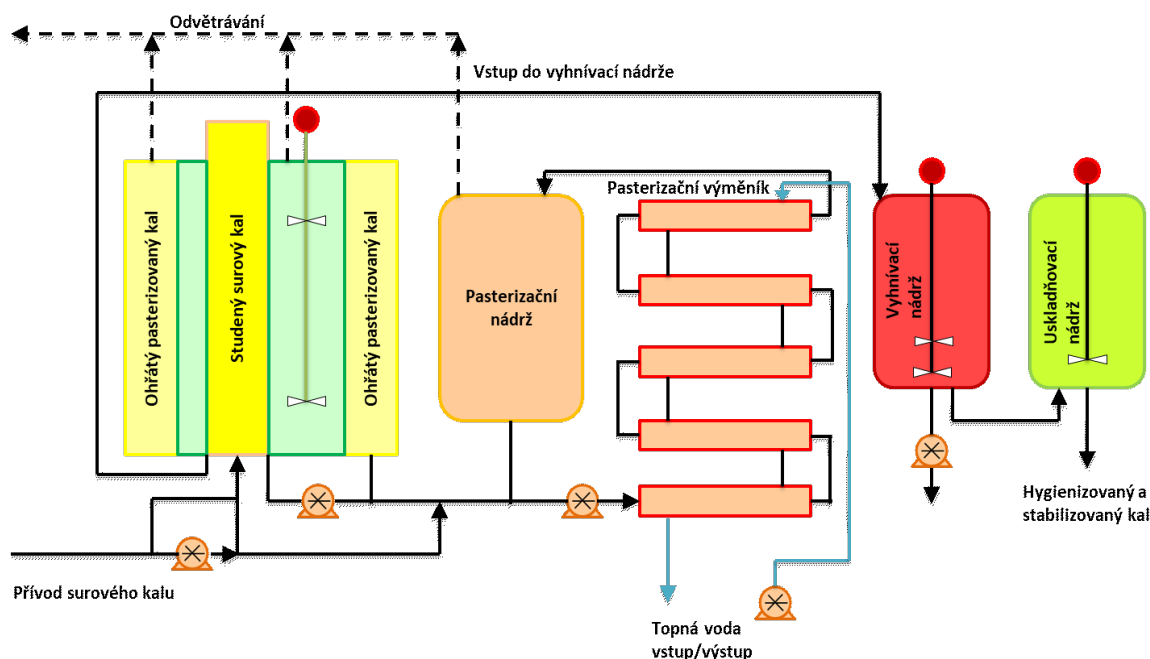 Odvětrávání
Vstup do vyhnívací nádrže
Ohřátý pasterizovaný kal
Studený surový kal
Ohřátý pasterizovaný kal
Pasterizační
nádrž
Pasterizační výměník
Vyhnívací
nádrž
Uskladňovací
nádrž
Přívod surového kalu
Topná voda
vstup/výstup
Hygienizovaný a
stabilizovaný kal